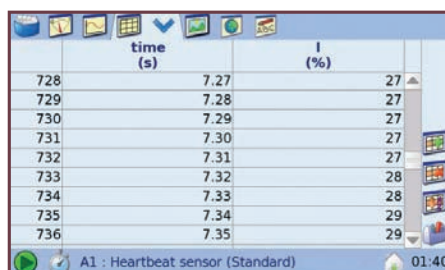 ABC
time I
(s) (%)
728 7.27 27
729 7.28 27
730 7.29 27
731 7.30 27
732 7.31 27
733 7.32 28
734 7.33 28
735 7.34 29
736 7.35 29
A1 : Heartbeat sensor (Standard) 01:40